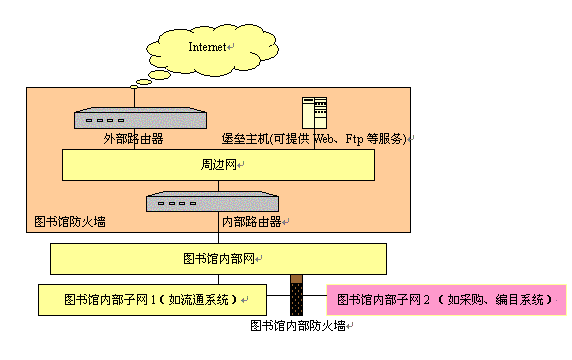 Internet
外部路由器
堡垒主机(可提供 Web、Ftp 等服务)
周边网
图书馆防火墙
内部路由器
图书馆内部网
图书馆内部子网 1（如流通系统）
图书馆内部子网 2 （如采购、编目系统）
图书馆内部防火墙